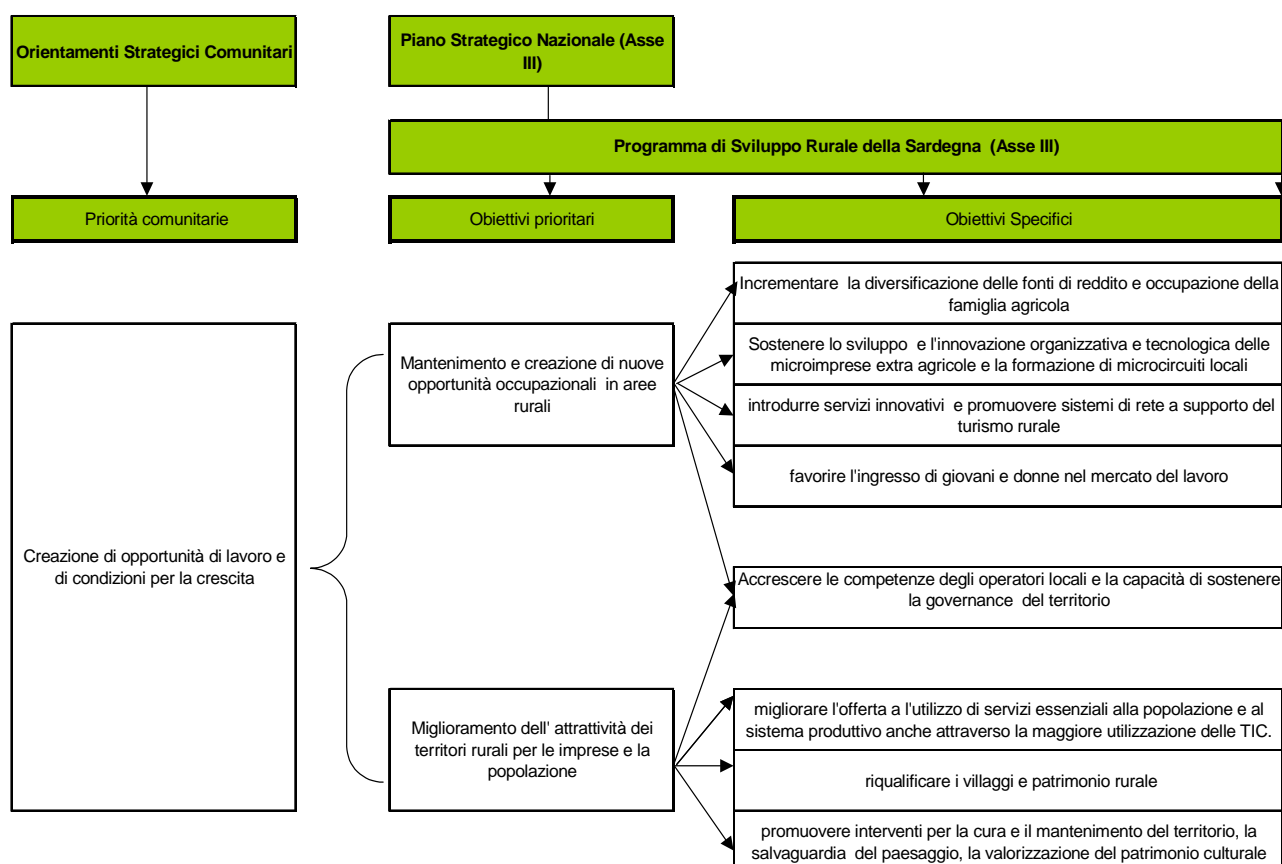 Orientamenti Strategici Comunitari
Piano Strategico Nazionale (Asse
III)
Programma di Sviluppo Rurale della Sardegna (Asse III)
Priorità comunitarie
Obiettivi prioritari
Obiettivi Specifici
Creazione di opportunità di lavoro e
di condizioni per la crescita
Mantenimento e creazione di nuove
opportunità occupazionali in aree
rurali
Incrementare la diversificazione delle fonti di reddito e occupazione della
famiglia agricola
Sostenere lo sviluppo e l'innovazione organizzativa e tecnologica delle
microimprese extra agricole e la formazione di microcircuiti locali
introdurre servizi innovativi e promuovere sistemi di rete a supporto del
turismo rurale
favorire l'ingresso di giovani e donne nel mercato del lavoro
Accrescere le competenze degli operatori locali e la capacità di sostenere
la governance del territorio
Miglioramento dell' attrattività dei
territori rurali per le imprese e la
popolazione
migliorare l'offerta a l'utilizzo di servizi essenziali alla popolazione e al
sistema produttivo anche attraverso la maggiore utilizzazione delle TIC.
riqualificare i villaggi e patrimonio rurale
promuovere interventi per la cura e il mantenimento del territorio, la
salvaguardia del paesaggio, la valorizzazione del patrimonio culturale